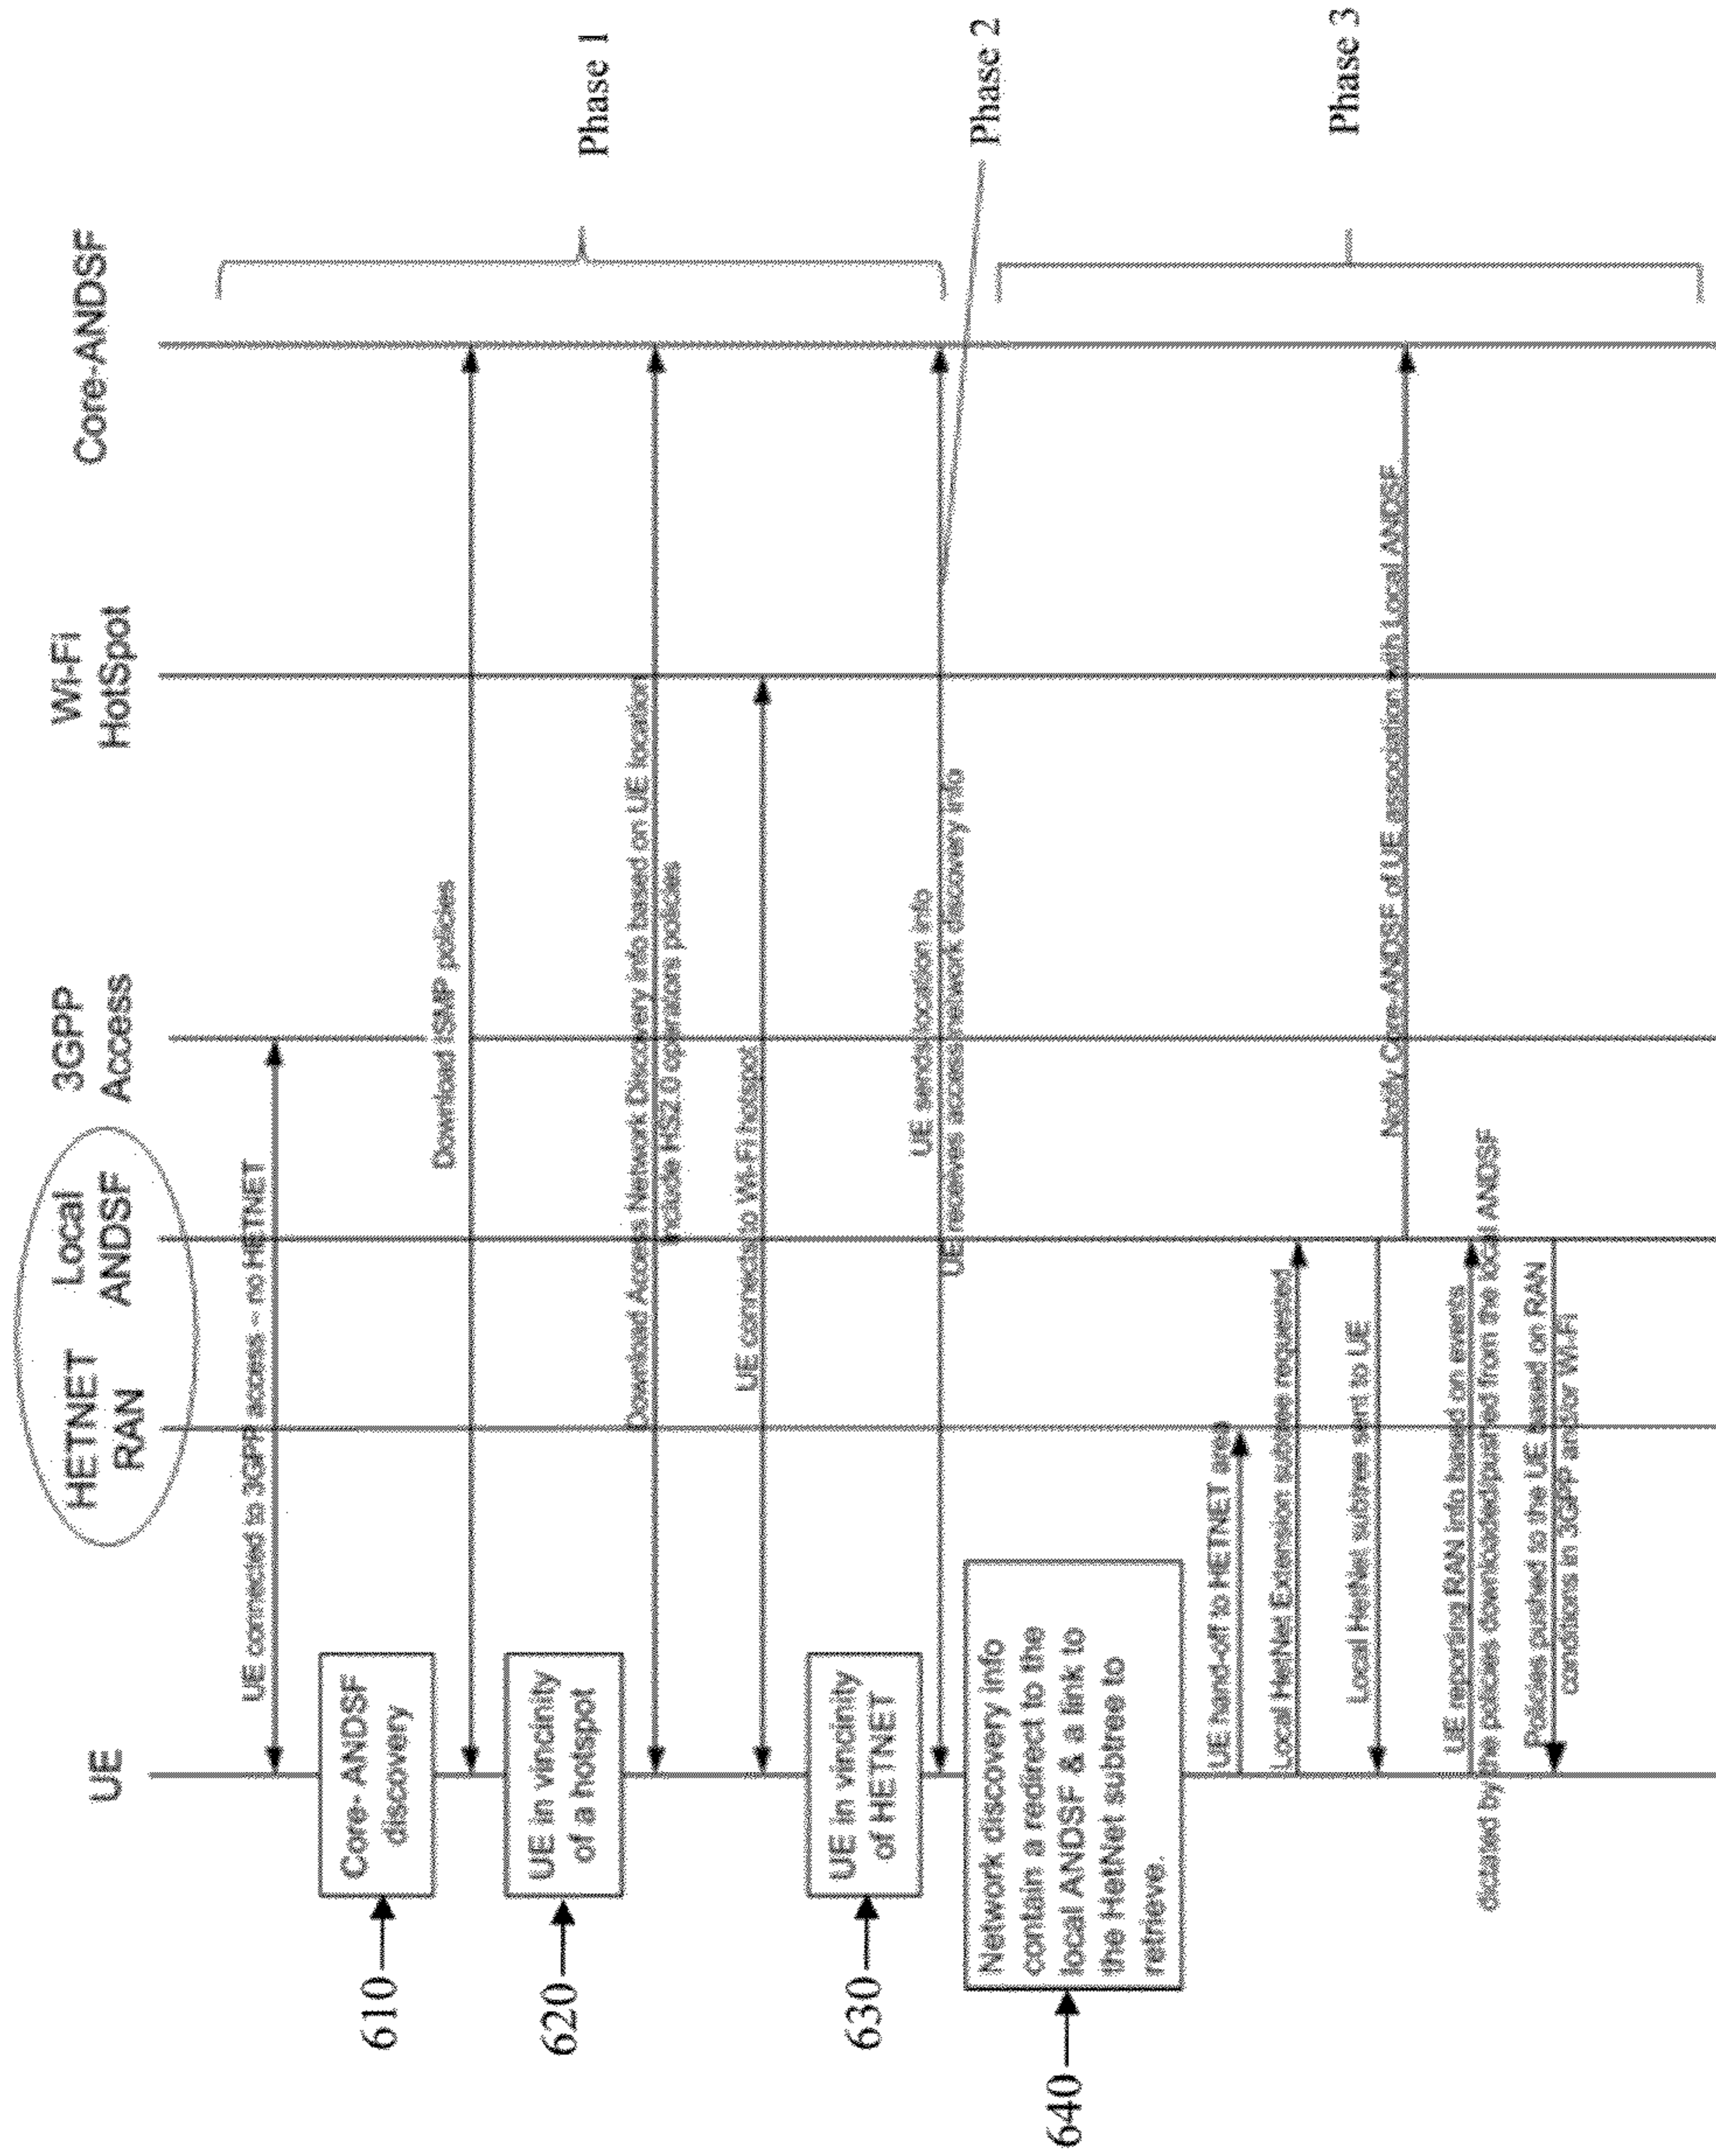 UE
HETNET
RAN
Local
ANDSF
3GPP
Access
Wi-Fi
HotSpot
Core-ANDSF
UE connected to 3GPP access - no HETNET
610
Core- ANDSF
discovery
Download ISMP policies
620
UE in vincinity
of a hotspot
Download Access Network Discovery info based on UE location
include HS2.0 operators policies
UE connects to Wi-Fi hotspot
Phase 1
630
UE in vincinity
of HETNET
UE sends location info
UE receives access network discovery info
Phase 2
640
Network discovery info
contain a redirect to the
local ANDSF & a link to
the HetNet subtree to
retrieve.
UE hand-off to HETNET area
Local HetNet Extension subtree requested
Local HetNet subtree sent to UE
Notify Core-ANDSF of UE association with Local ANDSF
UE reporting RAN info based on events
dictated by the policies downloaded/pushed from the local ANDSF
Policies pushed to the UE based on RAN
conditions in 3GPP and/or Wi-Fi
Phase 3